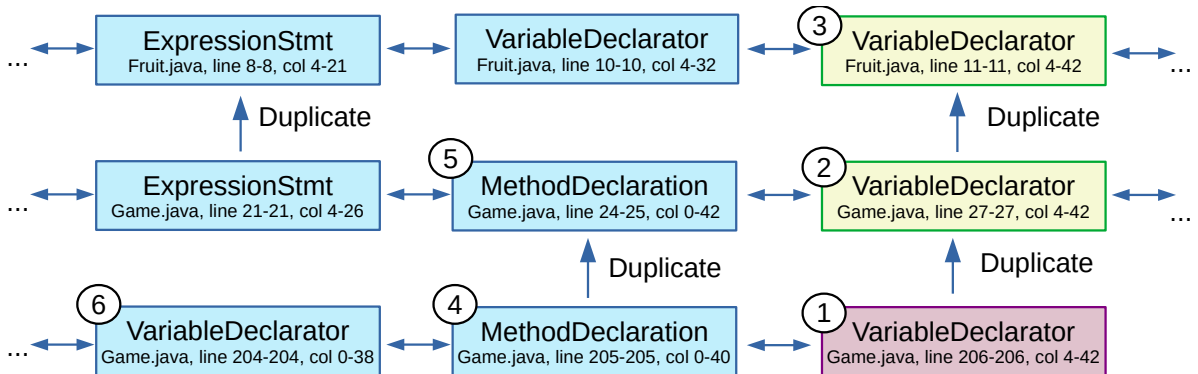 3
ExpressionStmt
Fruit.java, line 8-8, col 4-21
VariableDeclarator
Fruit.java, line 10-10, col 4-32
VariableDeclarator
Fruit.java, line 11-11, col 4-42
...
...
Duplicate
Duplicate
5
2
ExpressionStmt
Game.java, line 21-21, col 4-26
MethodDeclaration
Game.java, line 24-25, col 0-42
VariableDeclarator
Game.java, line 27-27, col 4-42
...
...
Duplicate
Duplicate
6
4
1
VariableDeclarator
Game.java, line 204-204, col 0-38
MethodDeclaration
Game.java, line 205-205, col 0-40
VariableDeclarator
Game.java, line 206-206, col 4-42
...
...